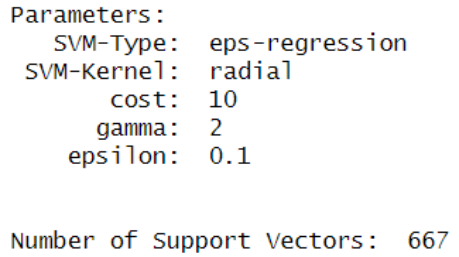 Parameters:
SVM-Type: eps-regression
SVM-Kernel: radial
cost: 10
gamma: 2
epsilon: 0.1
Number of Support Vectors: 667